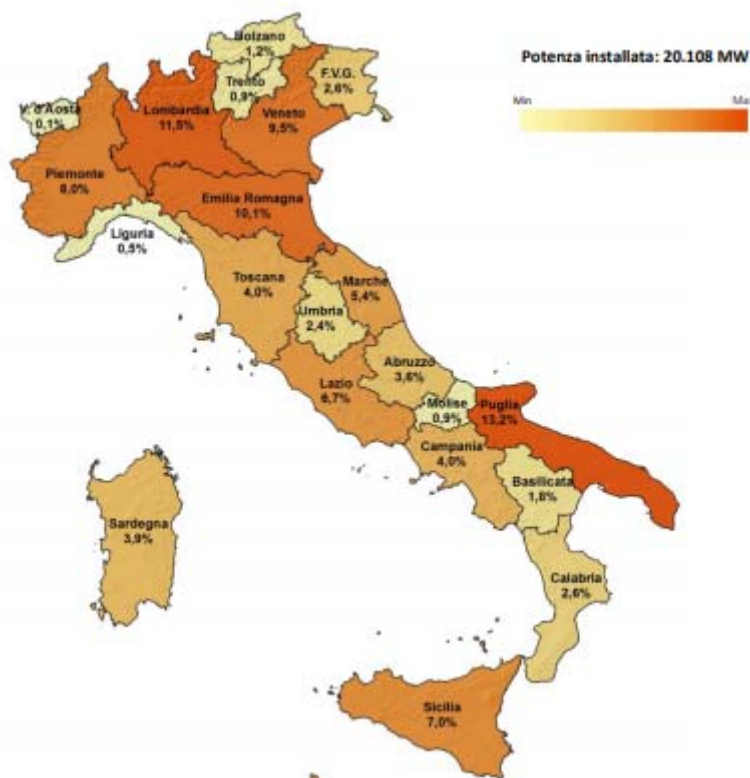 Potenza installata: 20.108 MW
Min
Ma
Bolzano
1,2%
Trento
0,9%
F.V.G.
2,6%
V. d'Aosta
0,1%
Lombardia
11,5%
Veneto
9,5%
Piemonte
8,0%
Emilia Romagna
10,1%
Liguria
0,5%
Toscana
4,0%
Marche
5,4%
Umbria
2,4%
Lazio
6,7%
Abruzzo
3,6%
Molise
0,9%
Puglia
13,2%
Campania
4,0%
Basilicata
1,8%
Sardegna
3,9%
Calabria
2,6%
Sicilia
7,0%